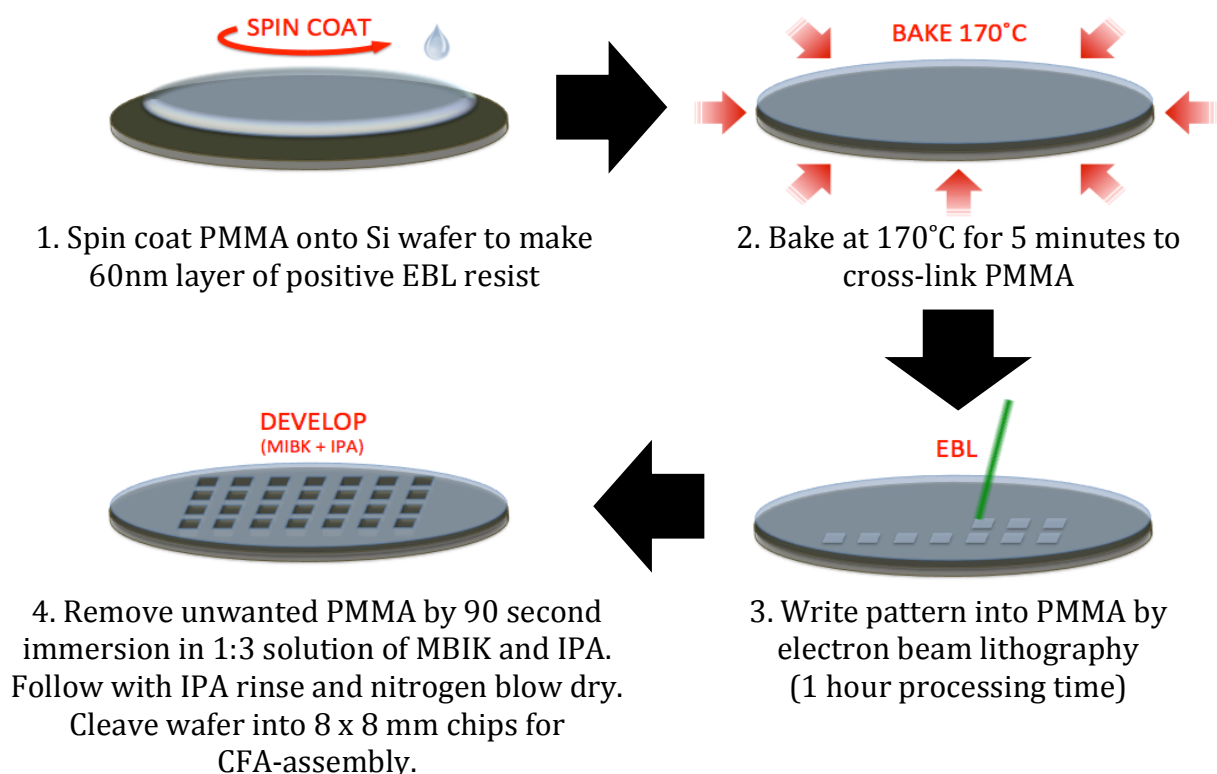 SPIN COAT
1. Spin coat PMMA onto Si wafer to make
60nm layer of positive EBL resist
BAKE 170˚C
2. Bake at 170˚C for 5 minutes to
cross-link PMMA
EBL
3. Write pattern into PMMA by
electron beam lithography
(1 hour processing time)
DEVELOP
(MIBK + IPA)
4. Remove unwanted PMMA by 90 second
immersion in 1:3 solution of MBIK and IPA.
Follow with IPA rinse and nitrogen blow dry.
Cleave wafer into 8 x 8 mm chips for
CFA-assembly.